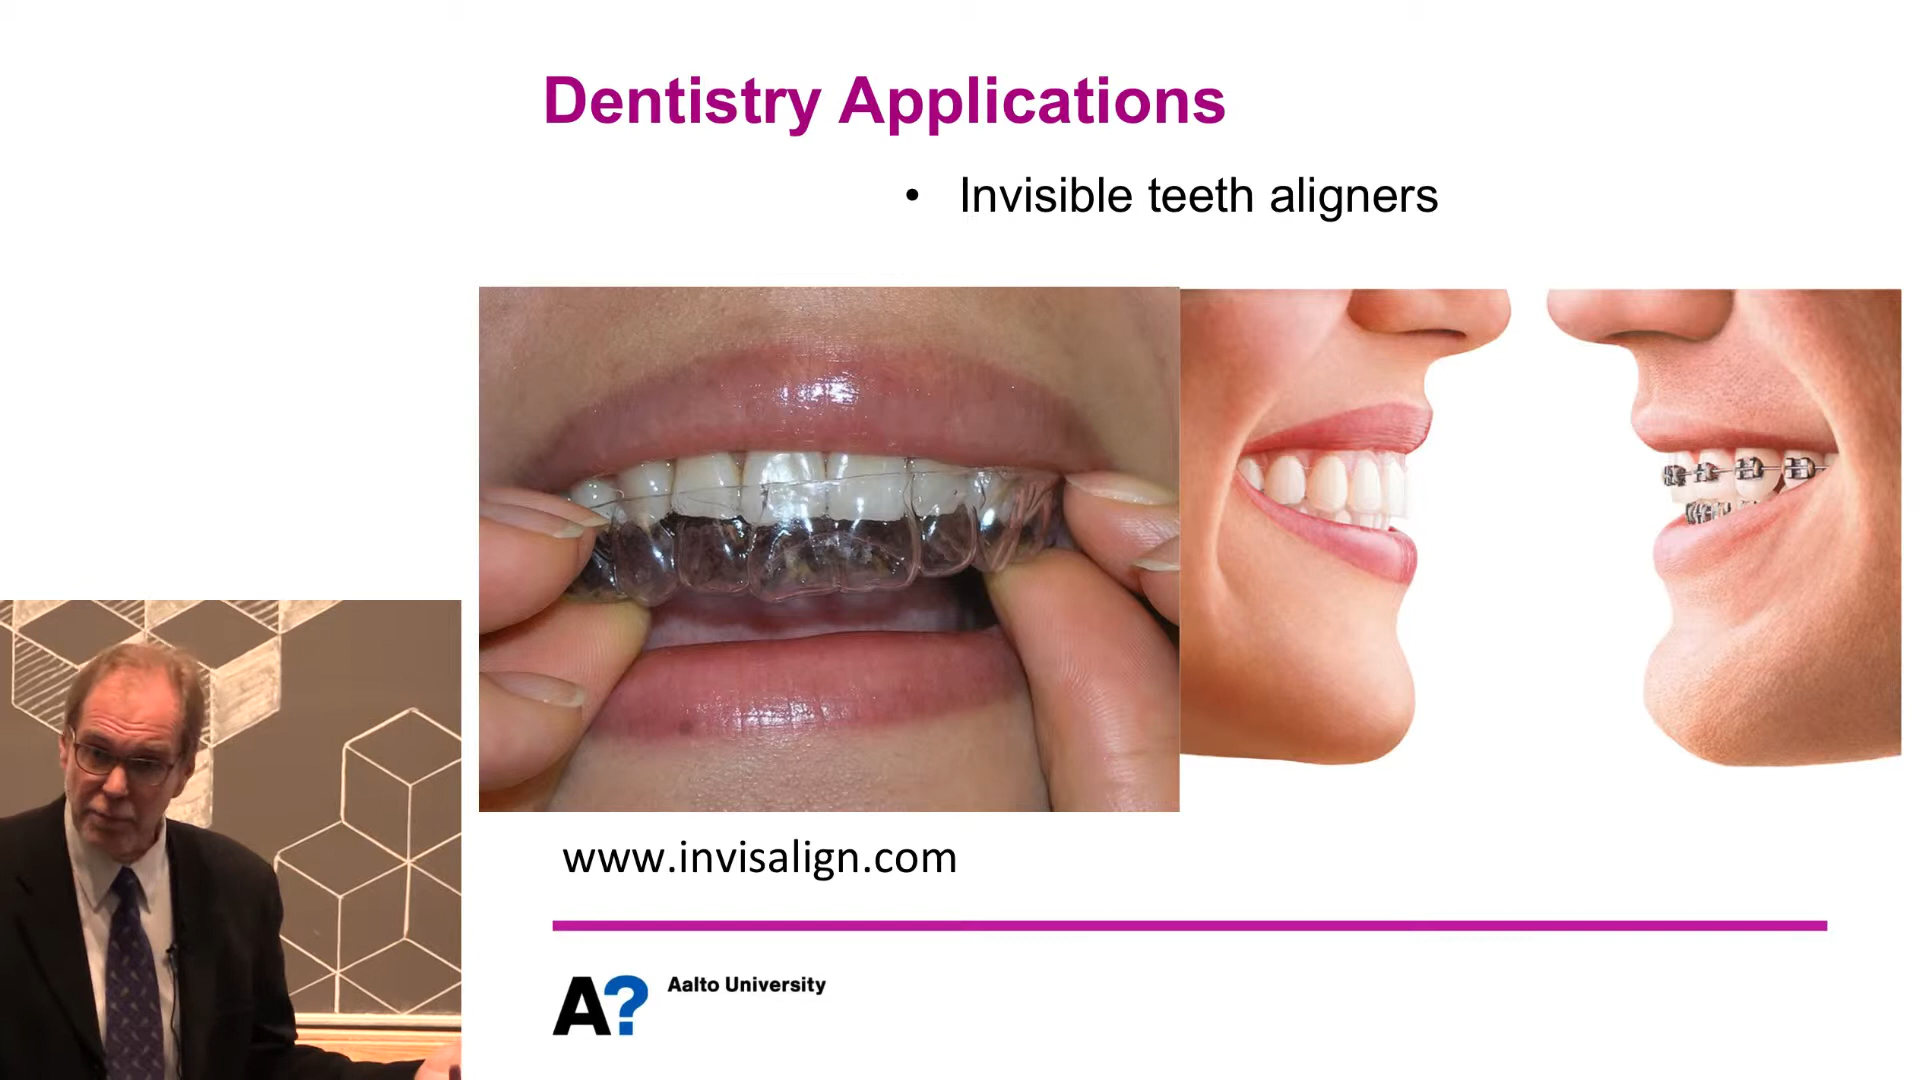 Dentistry Applications
• Invisible teeth aligners
www.invisalign.com
A?
Aalto University